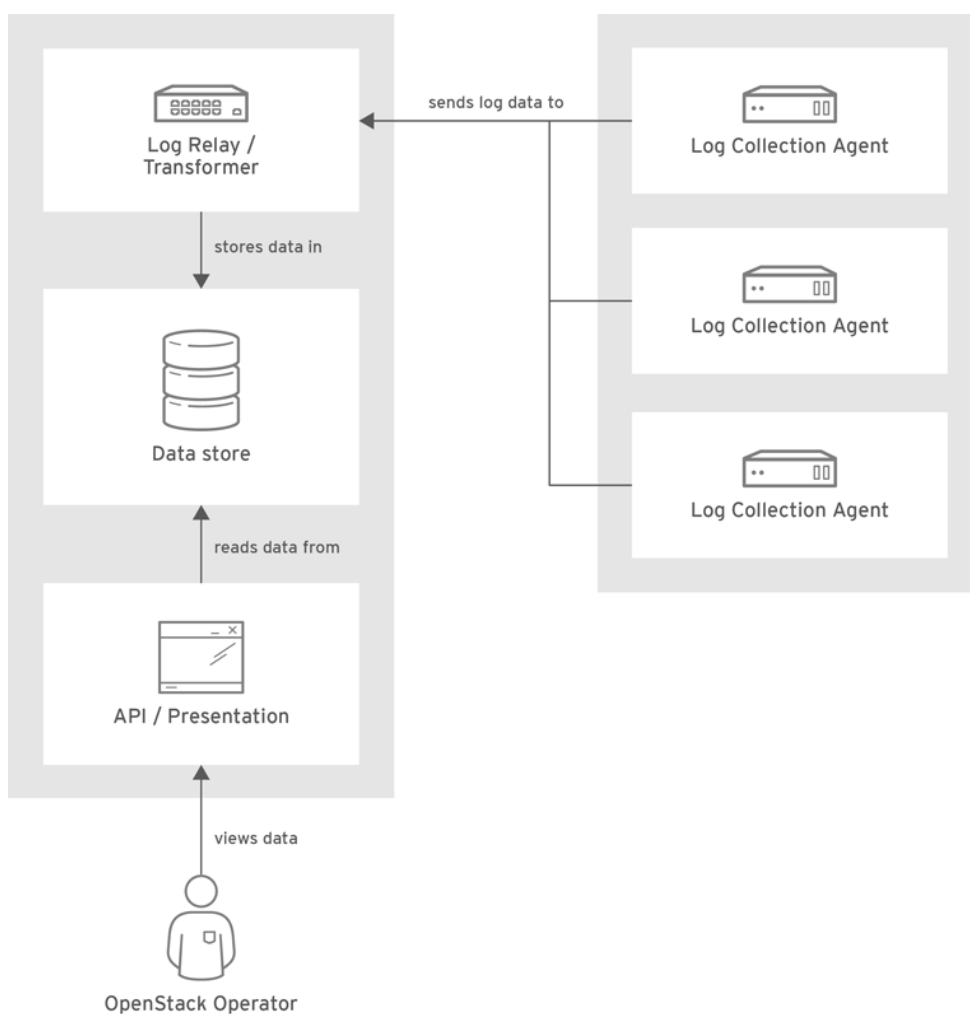 sends log data to
Log Relay /
Transformer
Log Collection Agent
stores data in
Log Collection Agent
Data store
Log Collection Agent
reads data from
API / Presentation
views data
OpenStack Operator